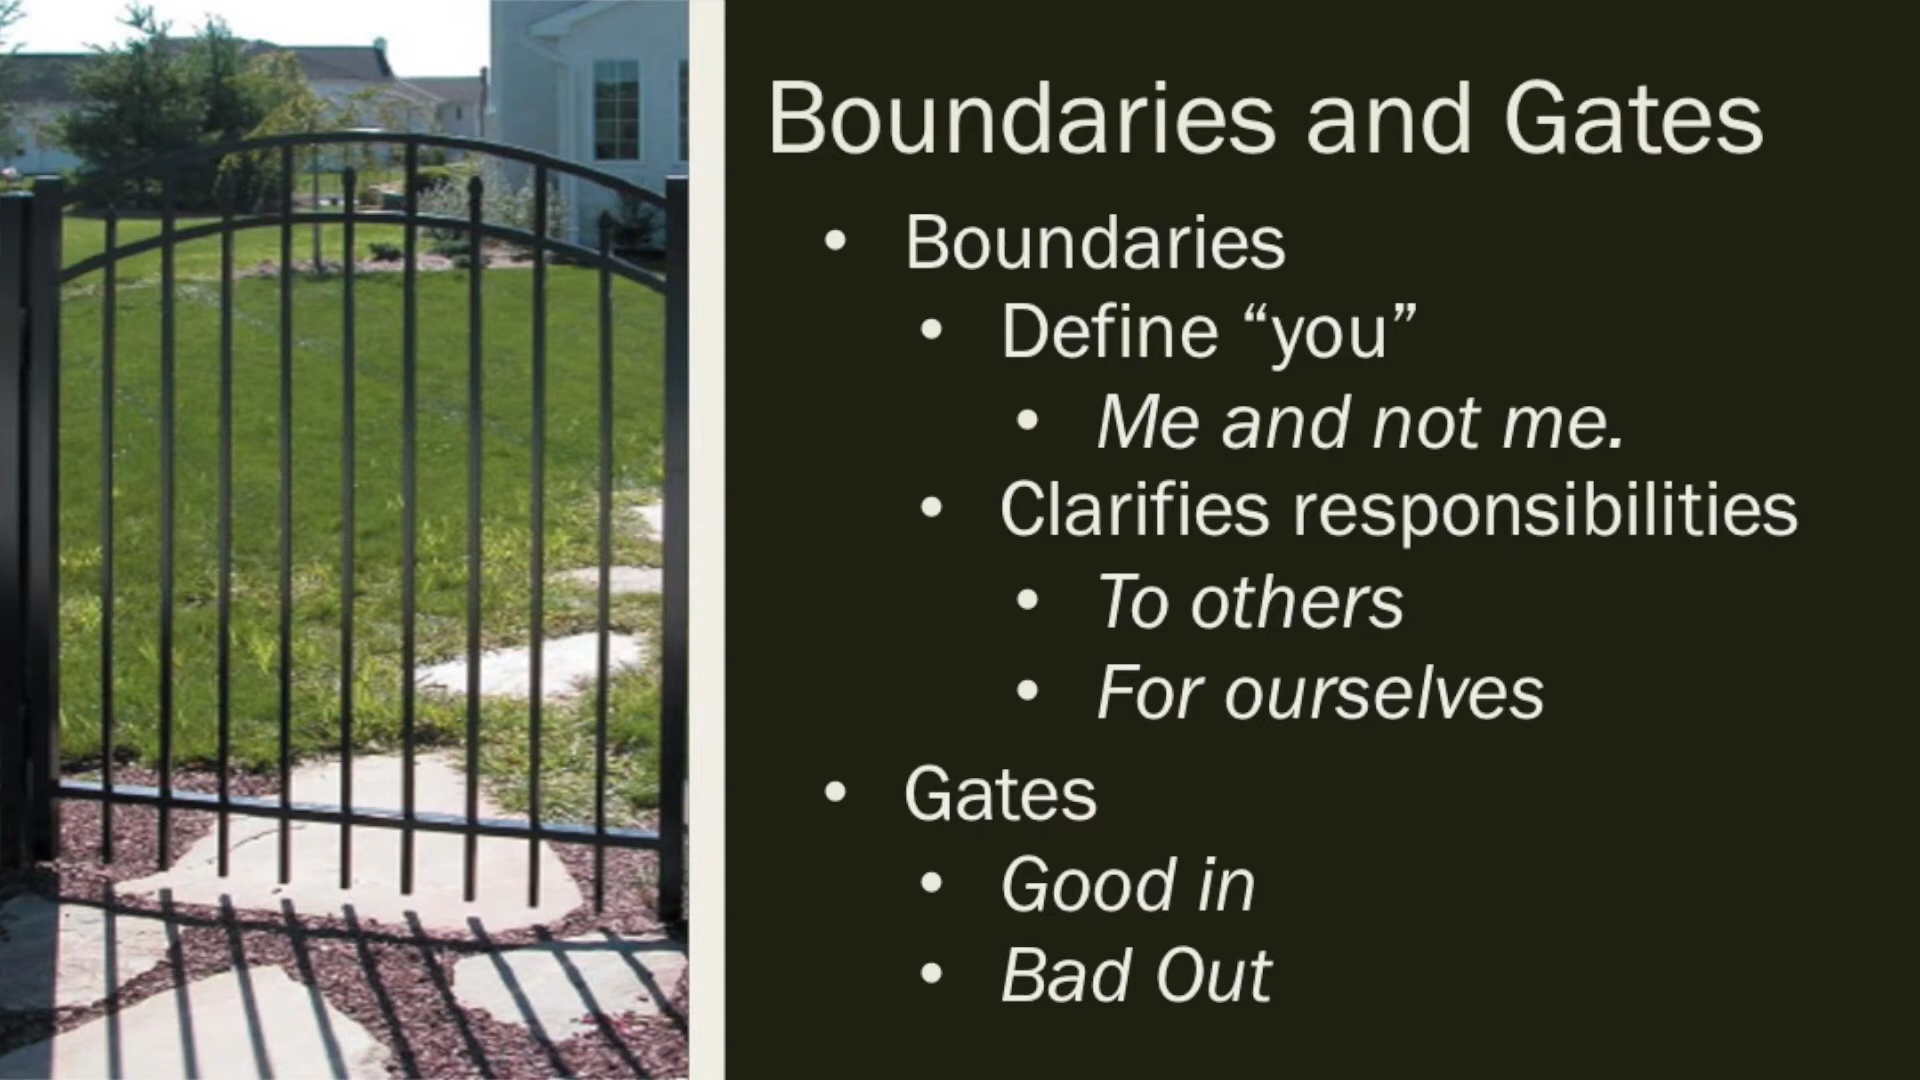 Boundaries and Gates
• Boundaries
• Define “you”
• Me and not me.
• Clarifies responsibilities
• To others
• For ourselves
• Gates
• Good in
• Bad Out